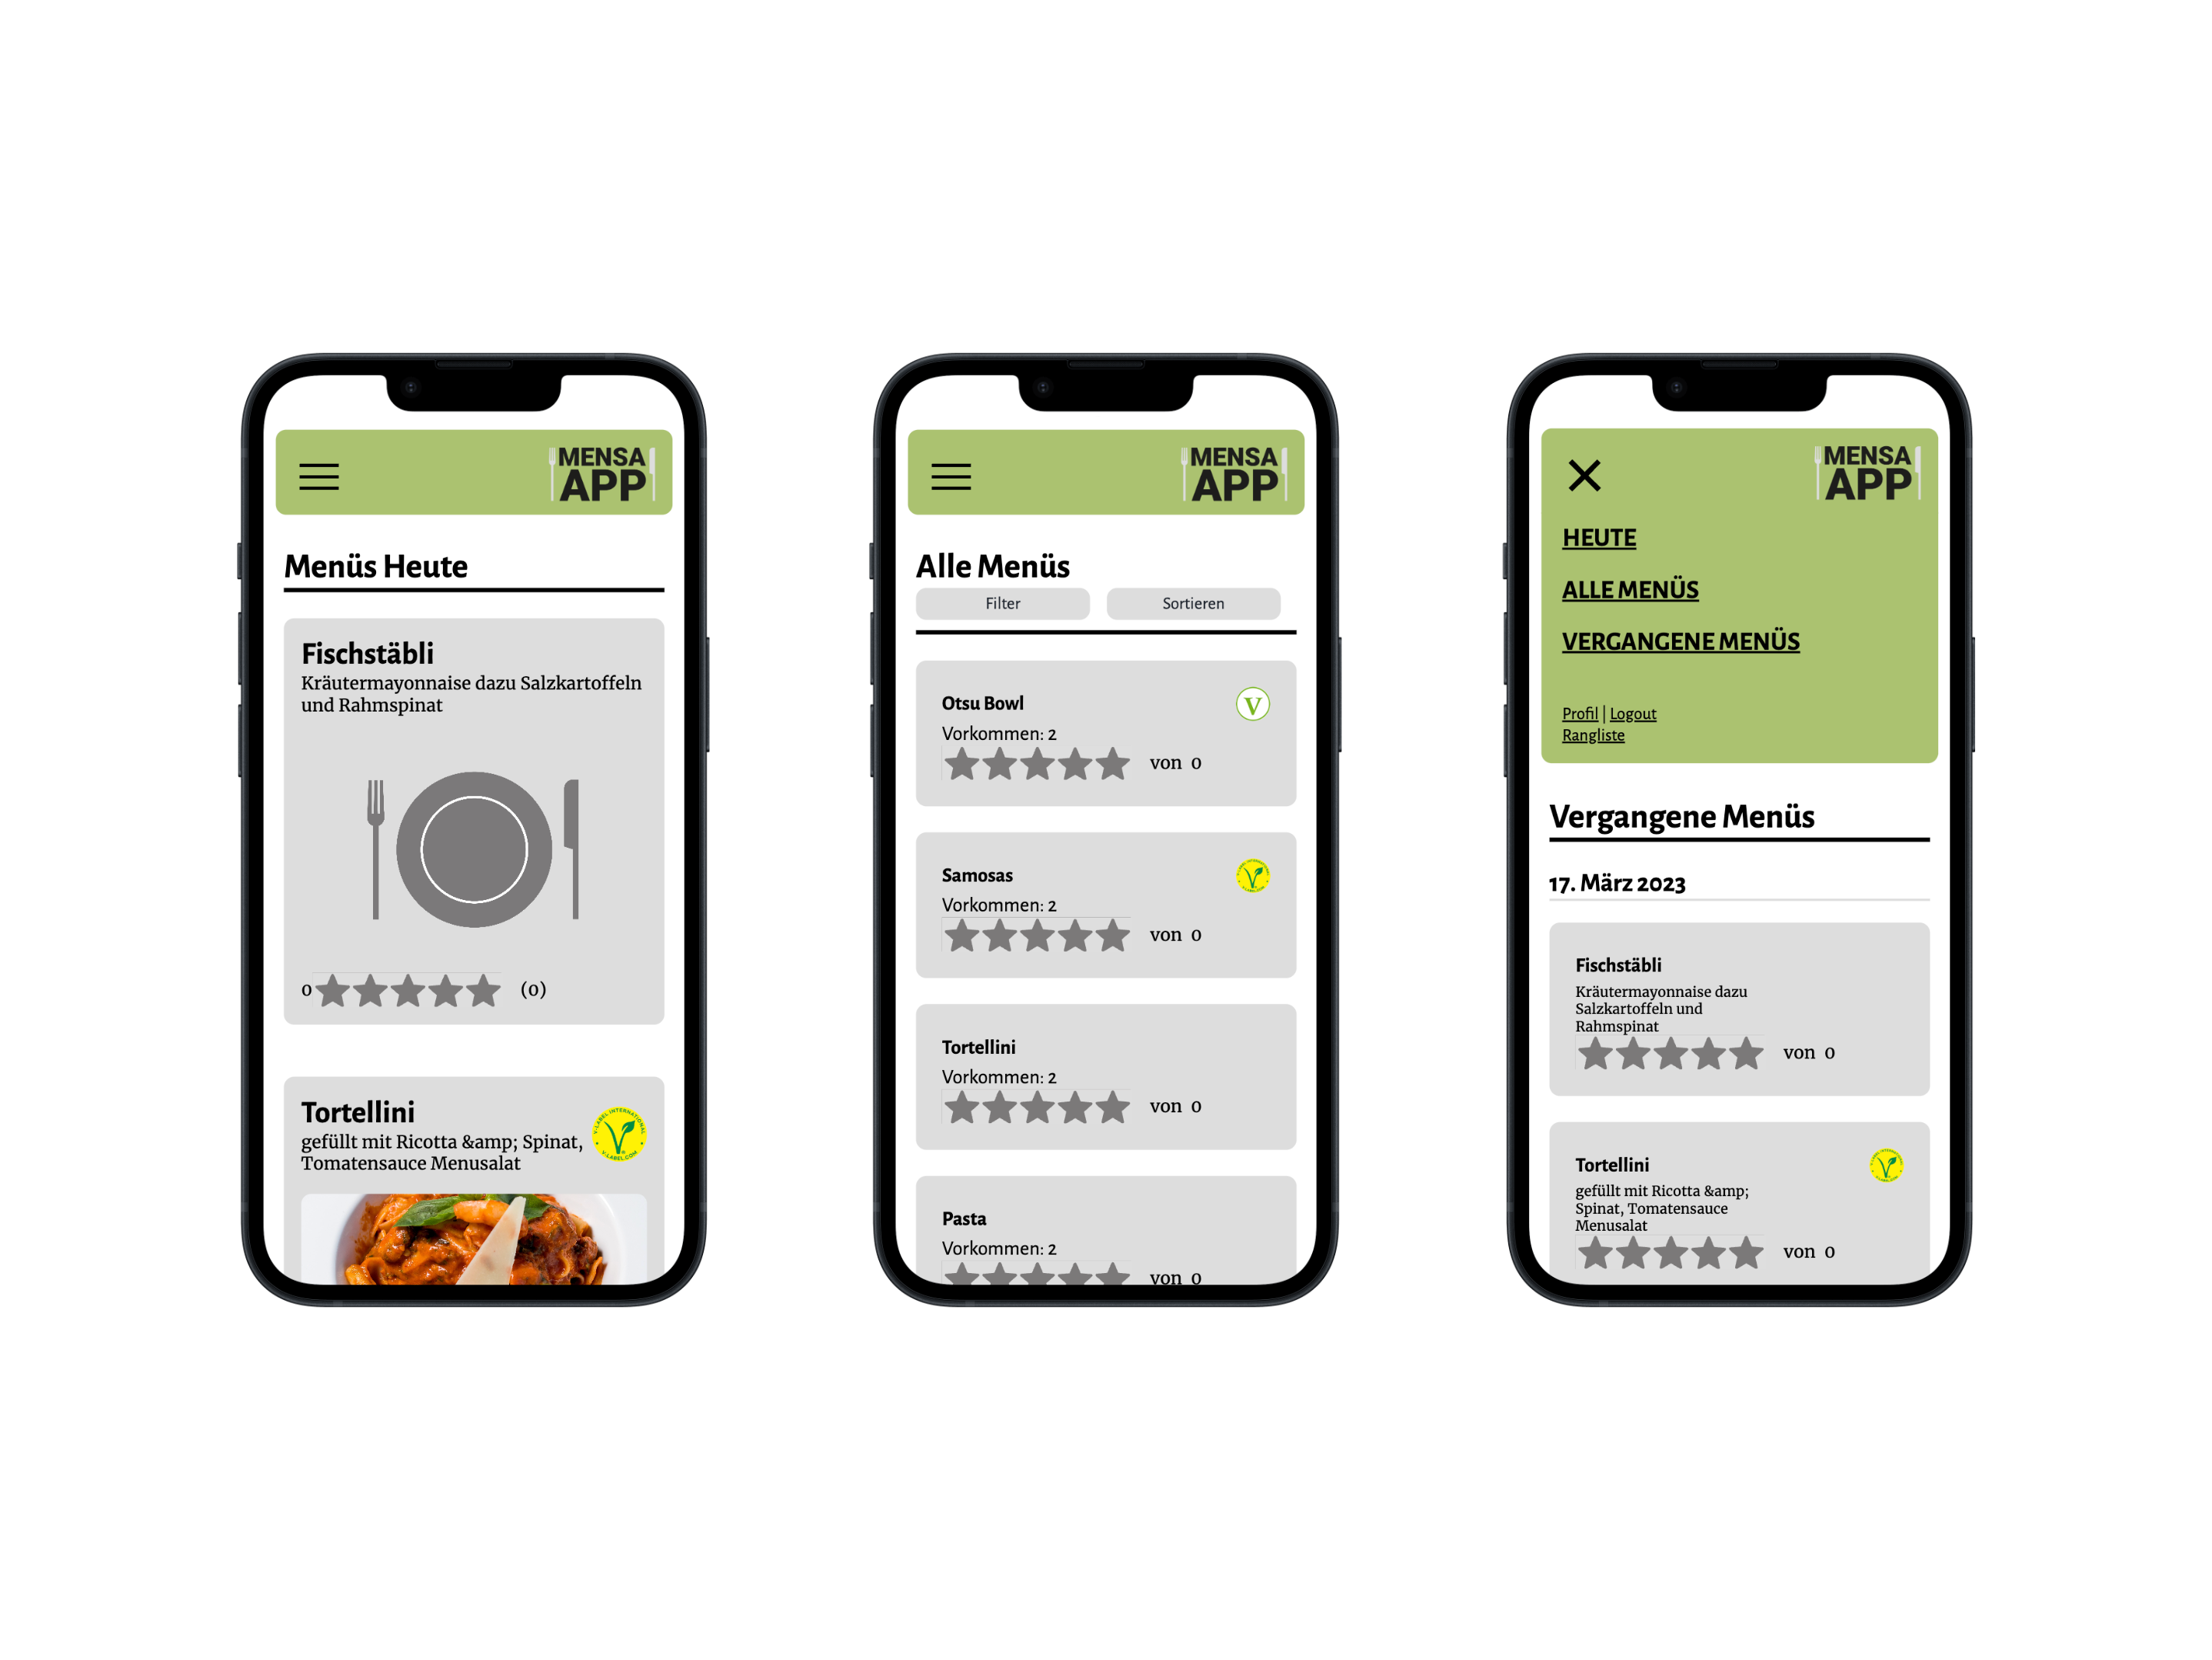 MENSA
APP
Menüs Heute
Fischstäbli
Kräutermayonnaise dazu Salzkartoffeln
und Rahmspinat
0 (0)
Tortellini
gefüllt mit Ricotta &amp; Spinat,
Tomatensauce Menusalat
V-LABEL INTERNATIONAL
V-LABEL.COM
MENSA
APP
Alle Menüs
Filter Sortieren
Otsu Bowl
V
Vorkommen: 2
von 0
Samosas
Vorkommen: 2
von 0
Tortellini
Vorkommen: 2
von 0
Pasta
Vorkommen: 2
von 0
MENSA
APP
HEUTE
ALLE MENÜS
VERGANGENE MENÜS
Profil | Logout
Rangliste
Vergangene Menüs
17. März 2023
Fischstäbli
Kräutermayonnaise dazu
Salzkartoffeln und
Rahmspinat
von 0
Tortellini
gefüllt mit Ricotta &amp;
Spinat, Tomatensauce
Menusalat
von 0